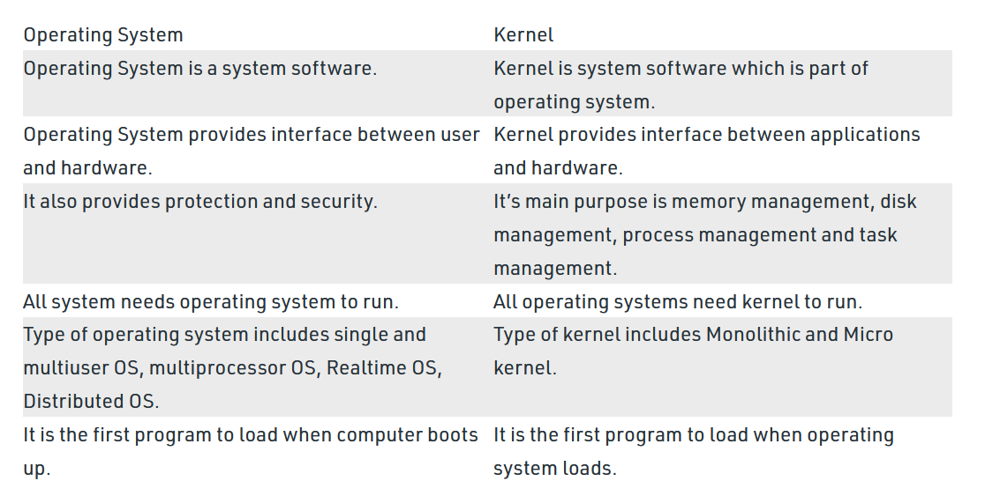 Operating System
Kernel
Operating System is a system software.
Kernel is system software which is part of
operating system.
Operating System provides interface between user
and hardware.
Kernel provides interface between applications
and hardware.
It also provides protection and security.
It’s main purpose is memory management, disk
management, process management and task
management.
All system needs operating system to run.
All operating systems need kernel to run.
Type of operating system includes single and
multiuser OS, multiprocessor OS, Realtime OS,
Distributed OS.
Type of kernel includes Monolithic and Micro
kernel.
It is the first program to load when computer boots
up.
It is the first program to load when operating
system loads.